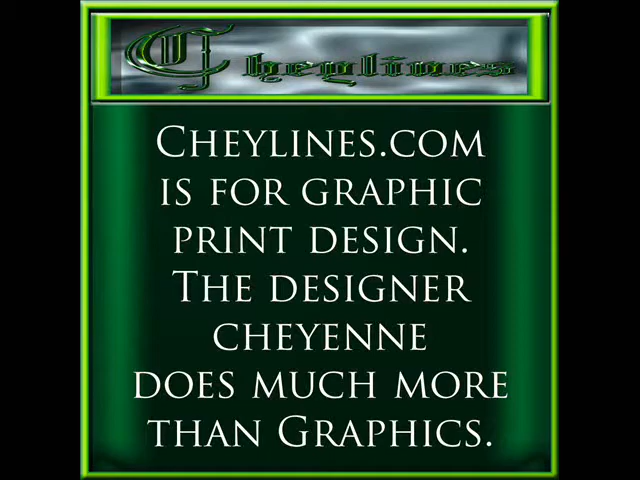 Cheylines
Cheylines.com
is for graphic
print design.
The designer
cheyenne
does much more
than Graphics.